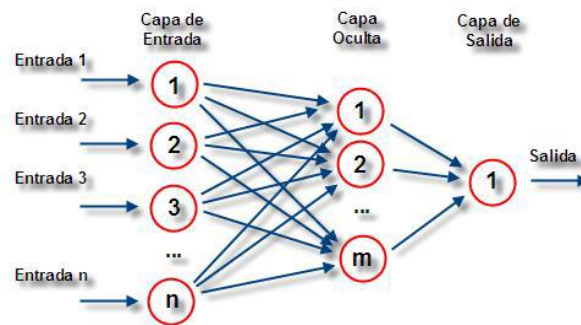 Capa de
Entrada
Capa
Oculta
Capa de
Salida
Entrada 1
1
Entrada 2
2
Entrada 3
3
...
Entrada n
n
1
2
...
m
1
Salida